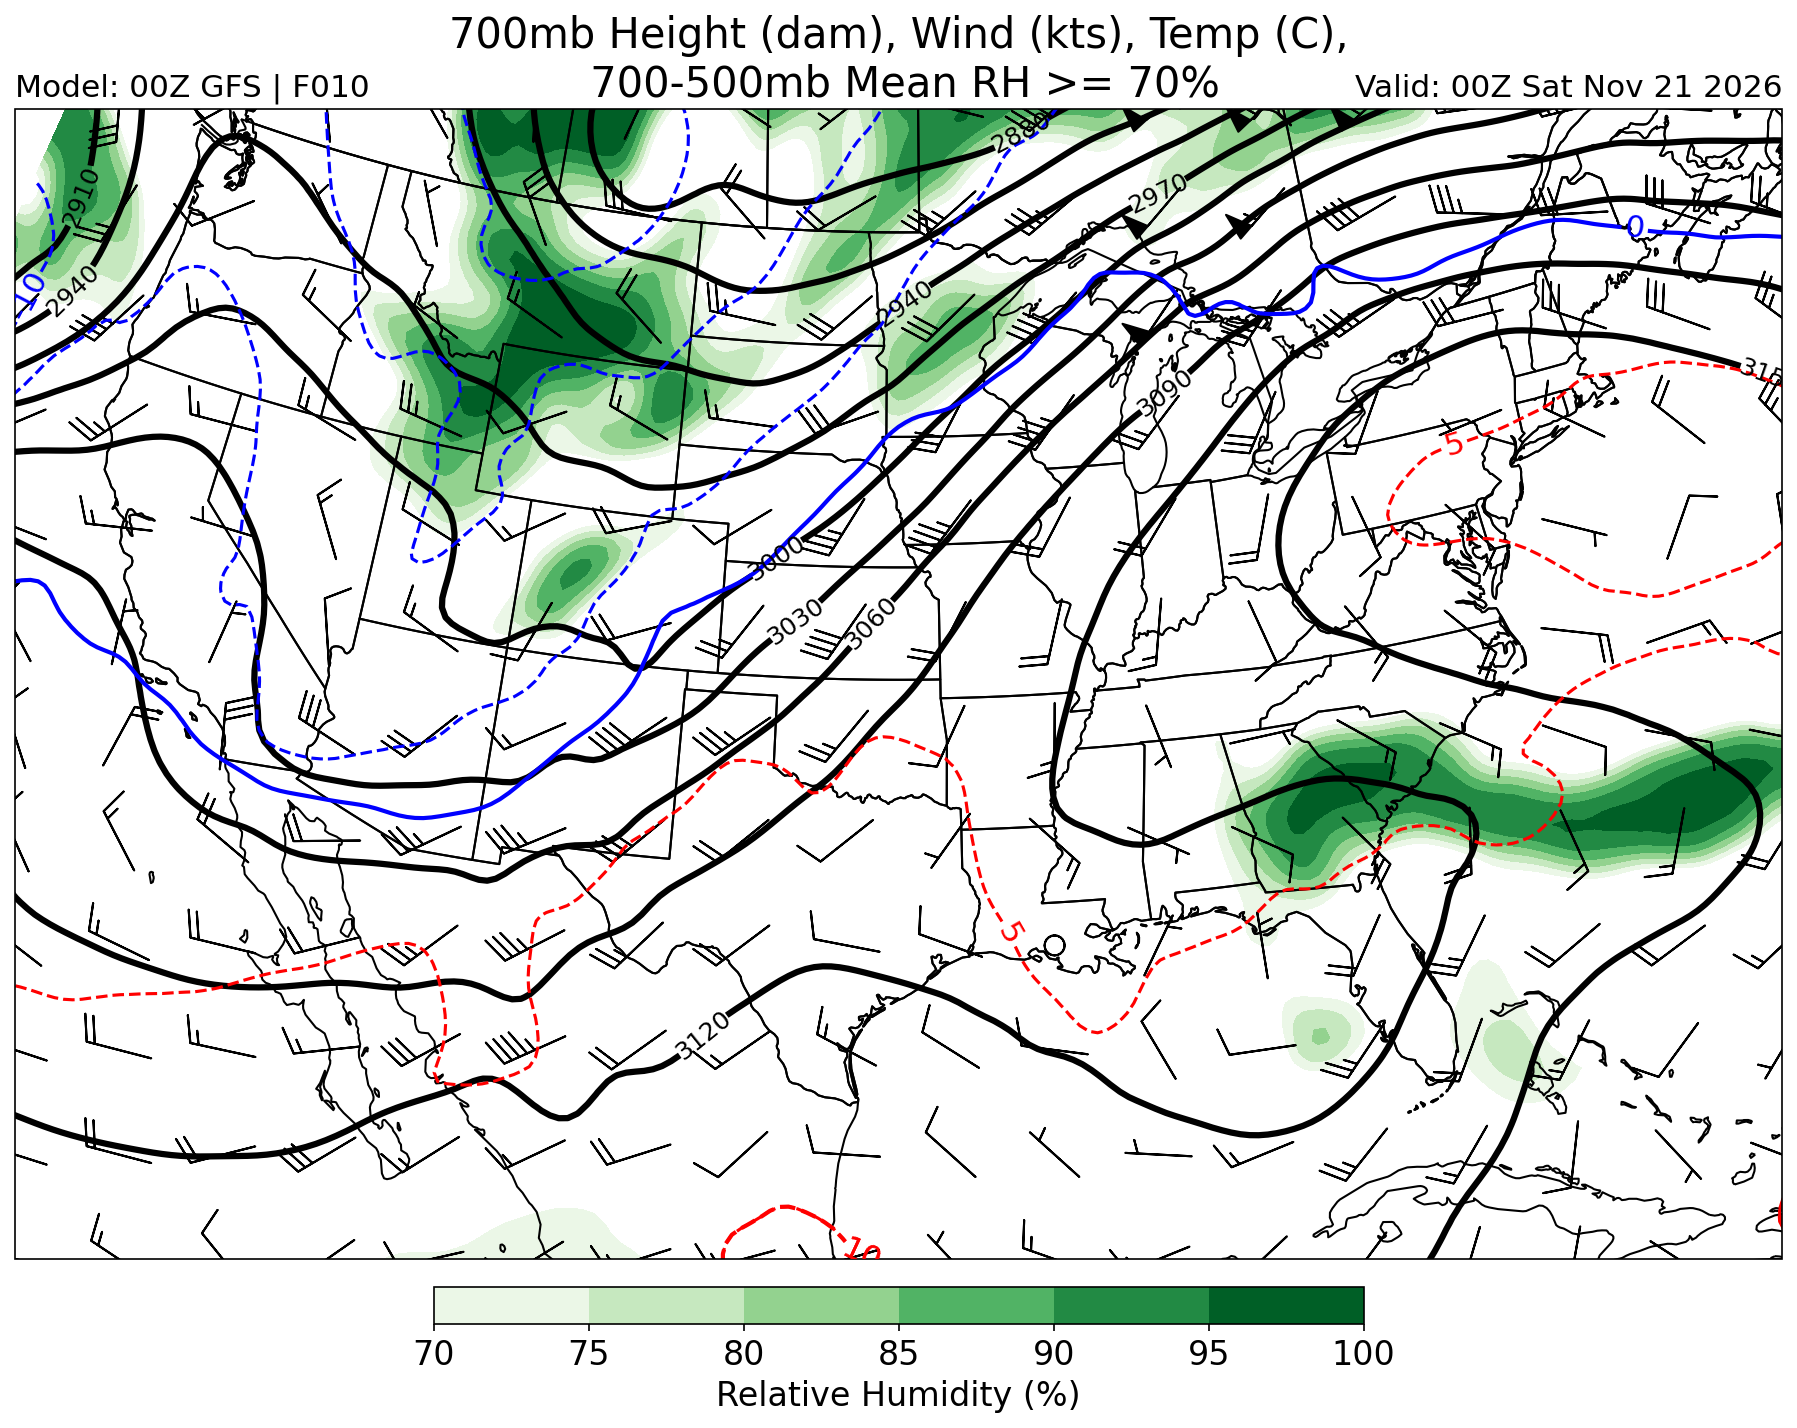 700mb Height (dam), Wind (kts), Temp (C),
700-500mb Mean RH >= 70%
Model: 00Z GFS | F010
Valid: 00Z Sat Nov 21 2026
2880
2910
2970
0
2940
10
2940
3090
5
3000
3030
3060
5
3120
10
70 75 80 85 90 95 100
Relative Humidity (%)